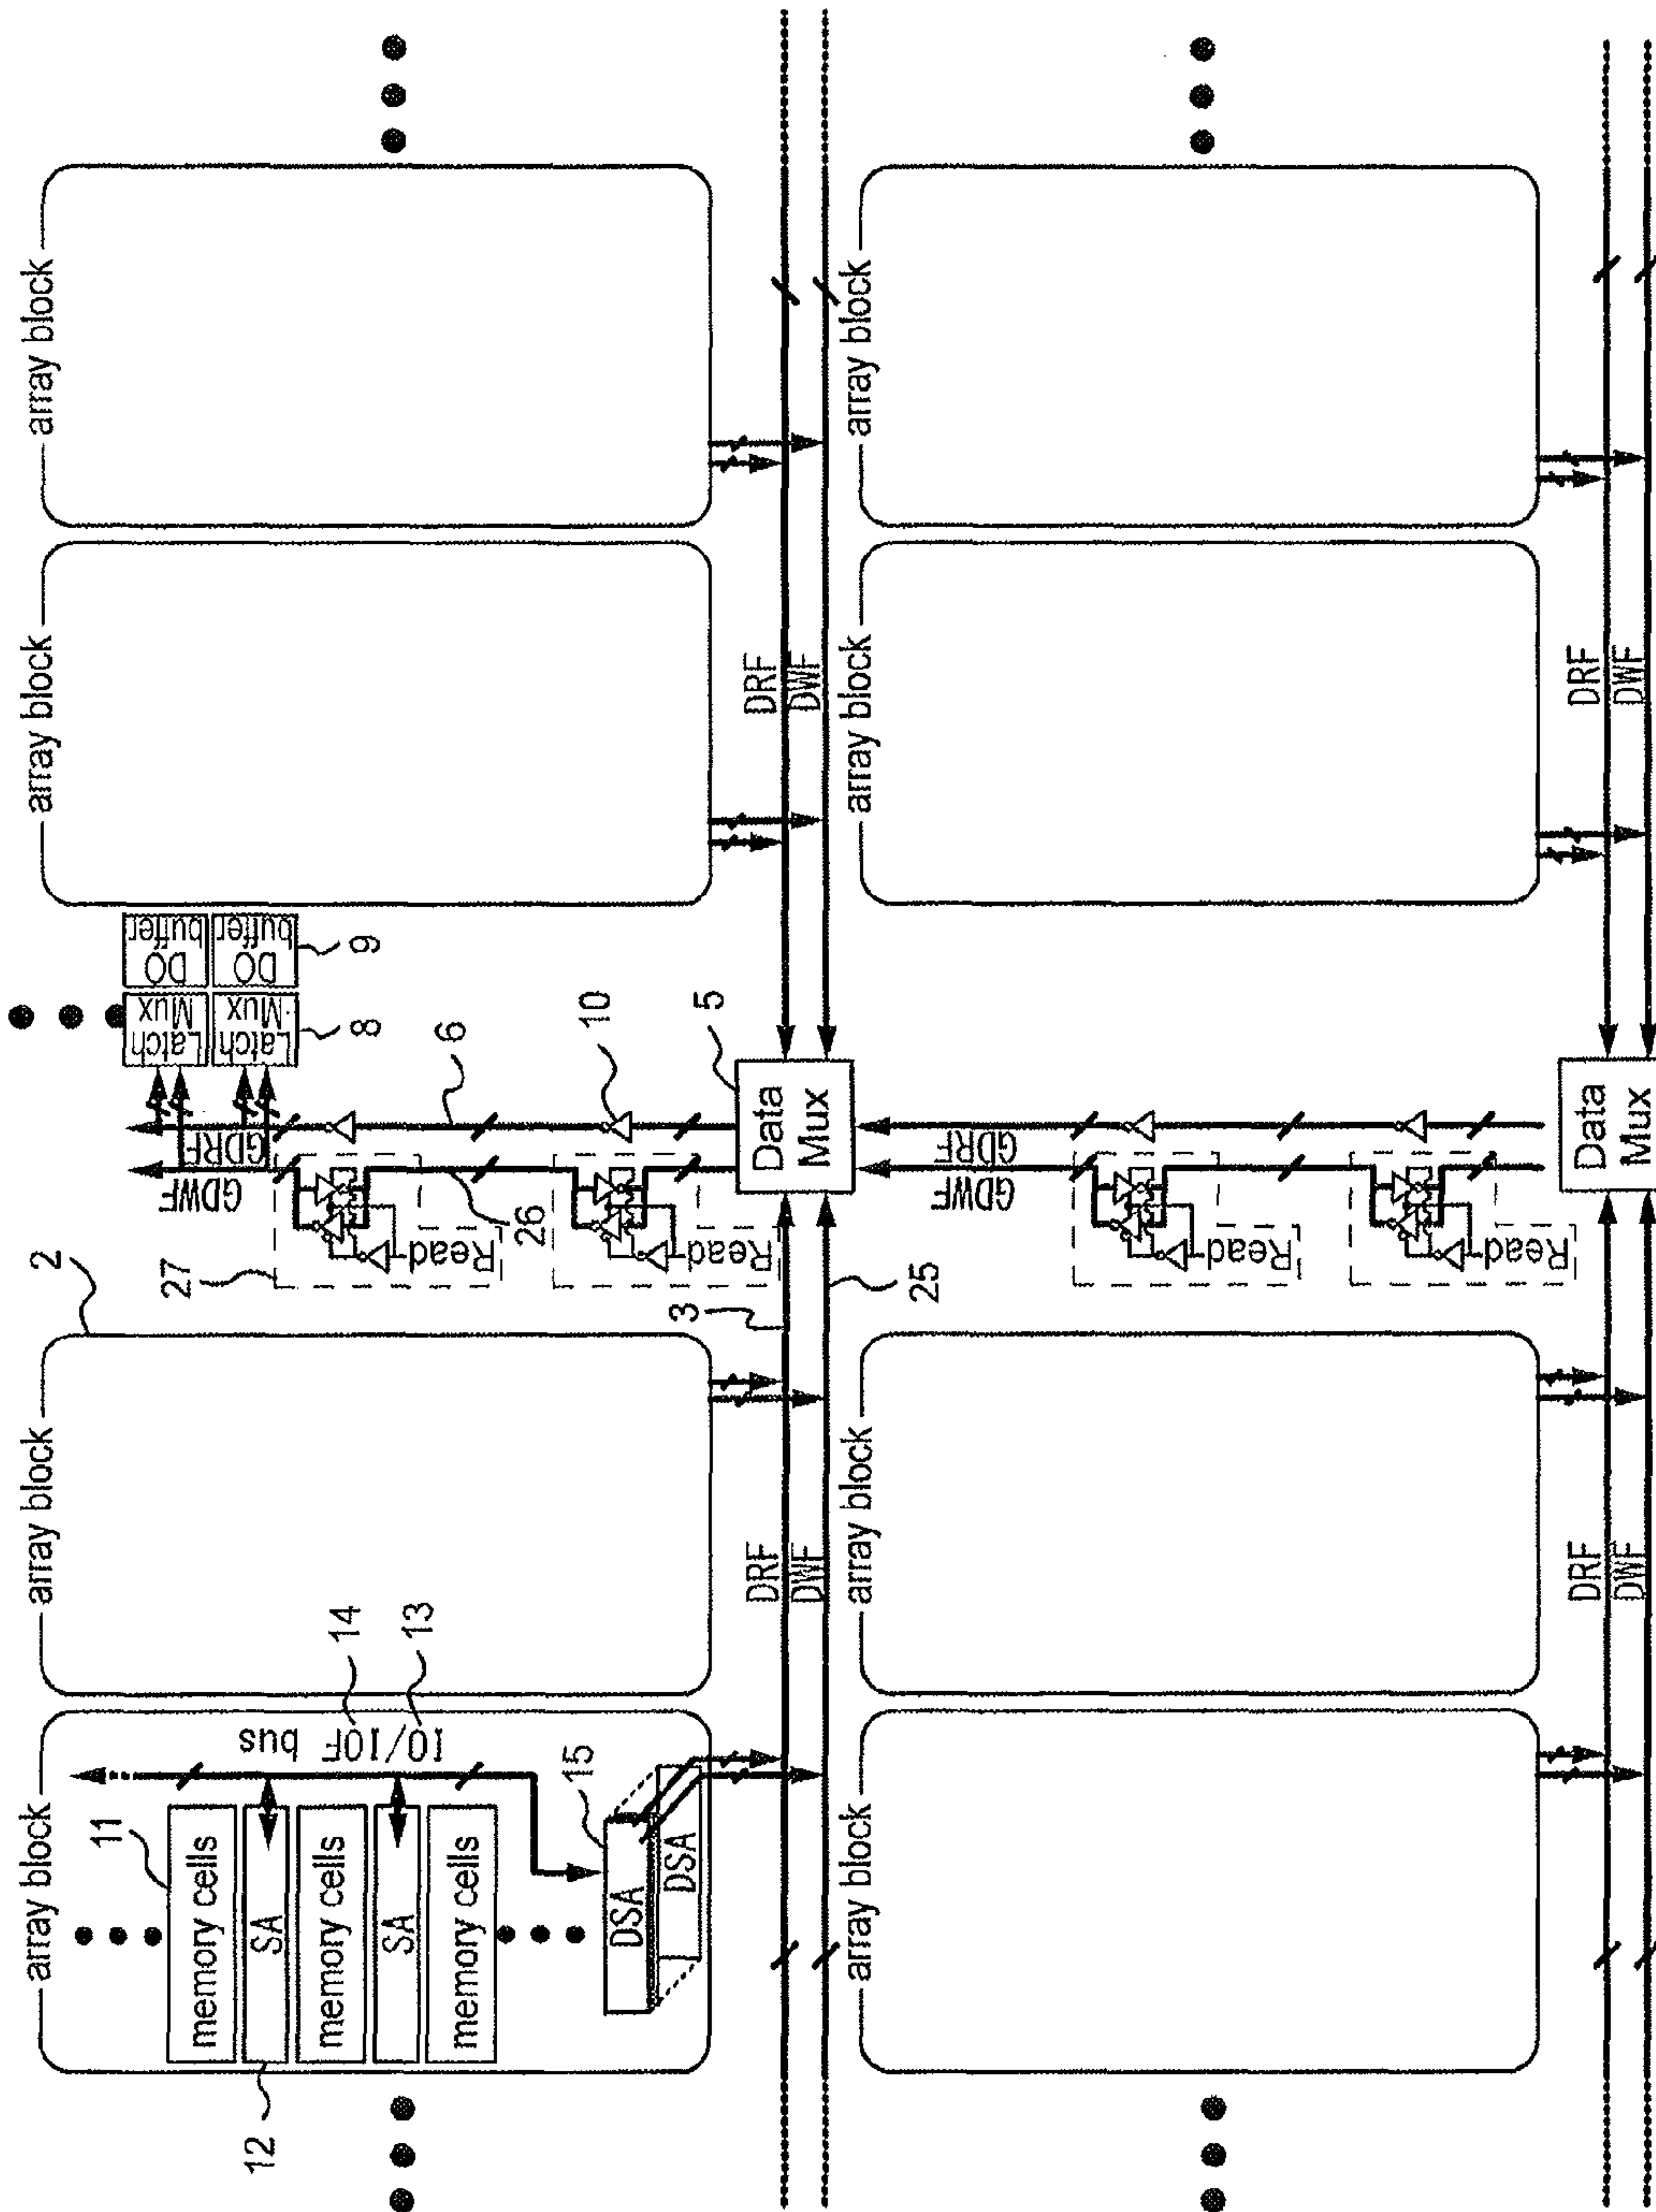 array block
array block
array block
array block
2
11
memory cells
12
SA
memory cells
SA
memory cells
IO/IOF bus
14
13
15
DSA
DSA
27
Read
26
Read
GDWF
GDRF
6
10
Latch Mux
DQ buffer
Latch Mux
DQ buffer
8
9
3
25
5
Data
Mux
DRF
DWF
DRF
DWF
array block
array block
array block
array block
GDWF
GDRF
Read
Read
Data
Mux
DRF
DWF
DRF
DWF